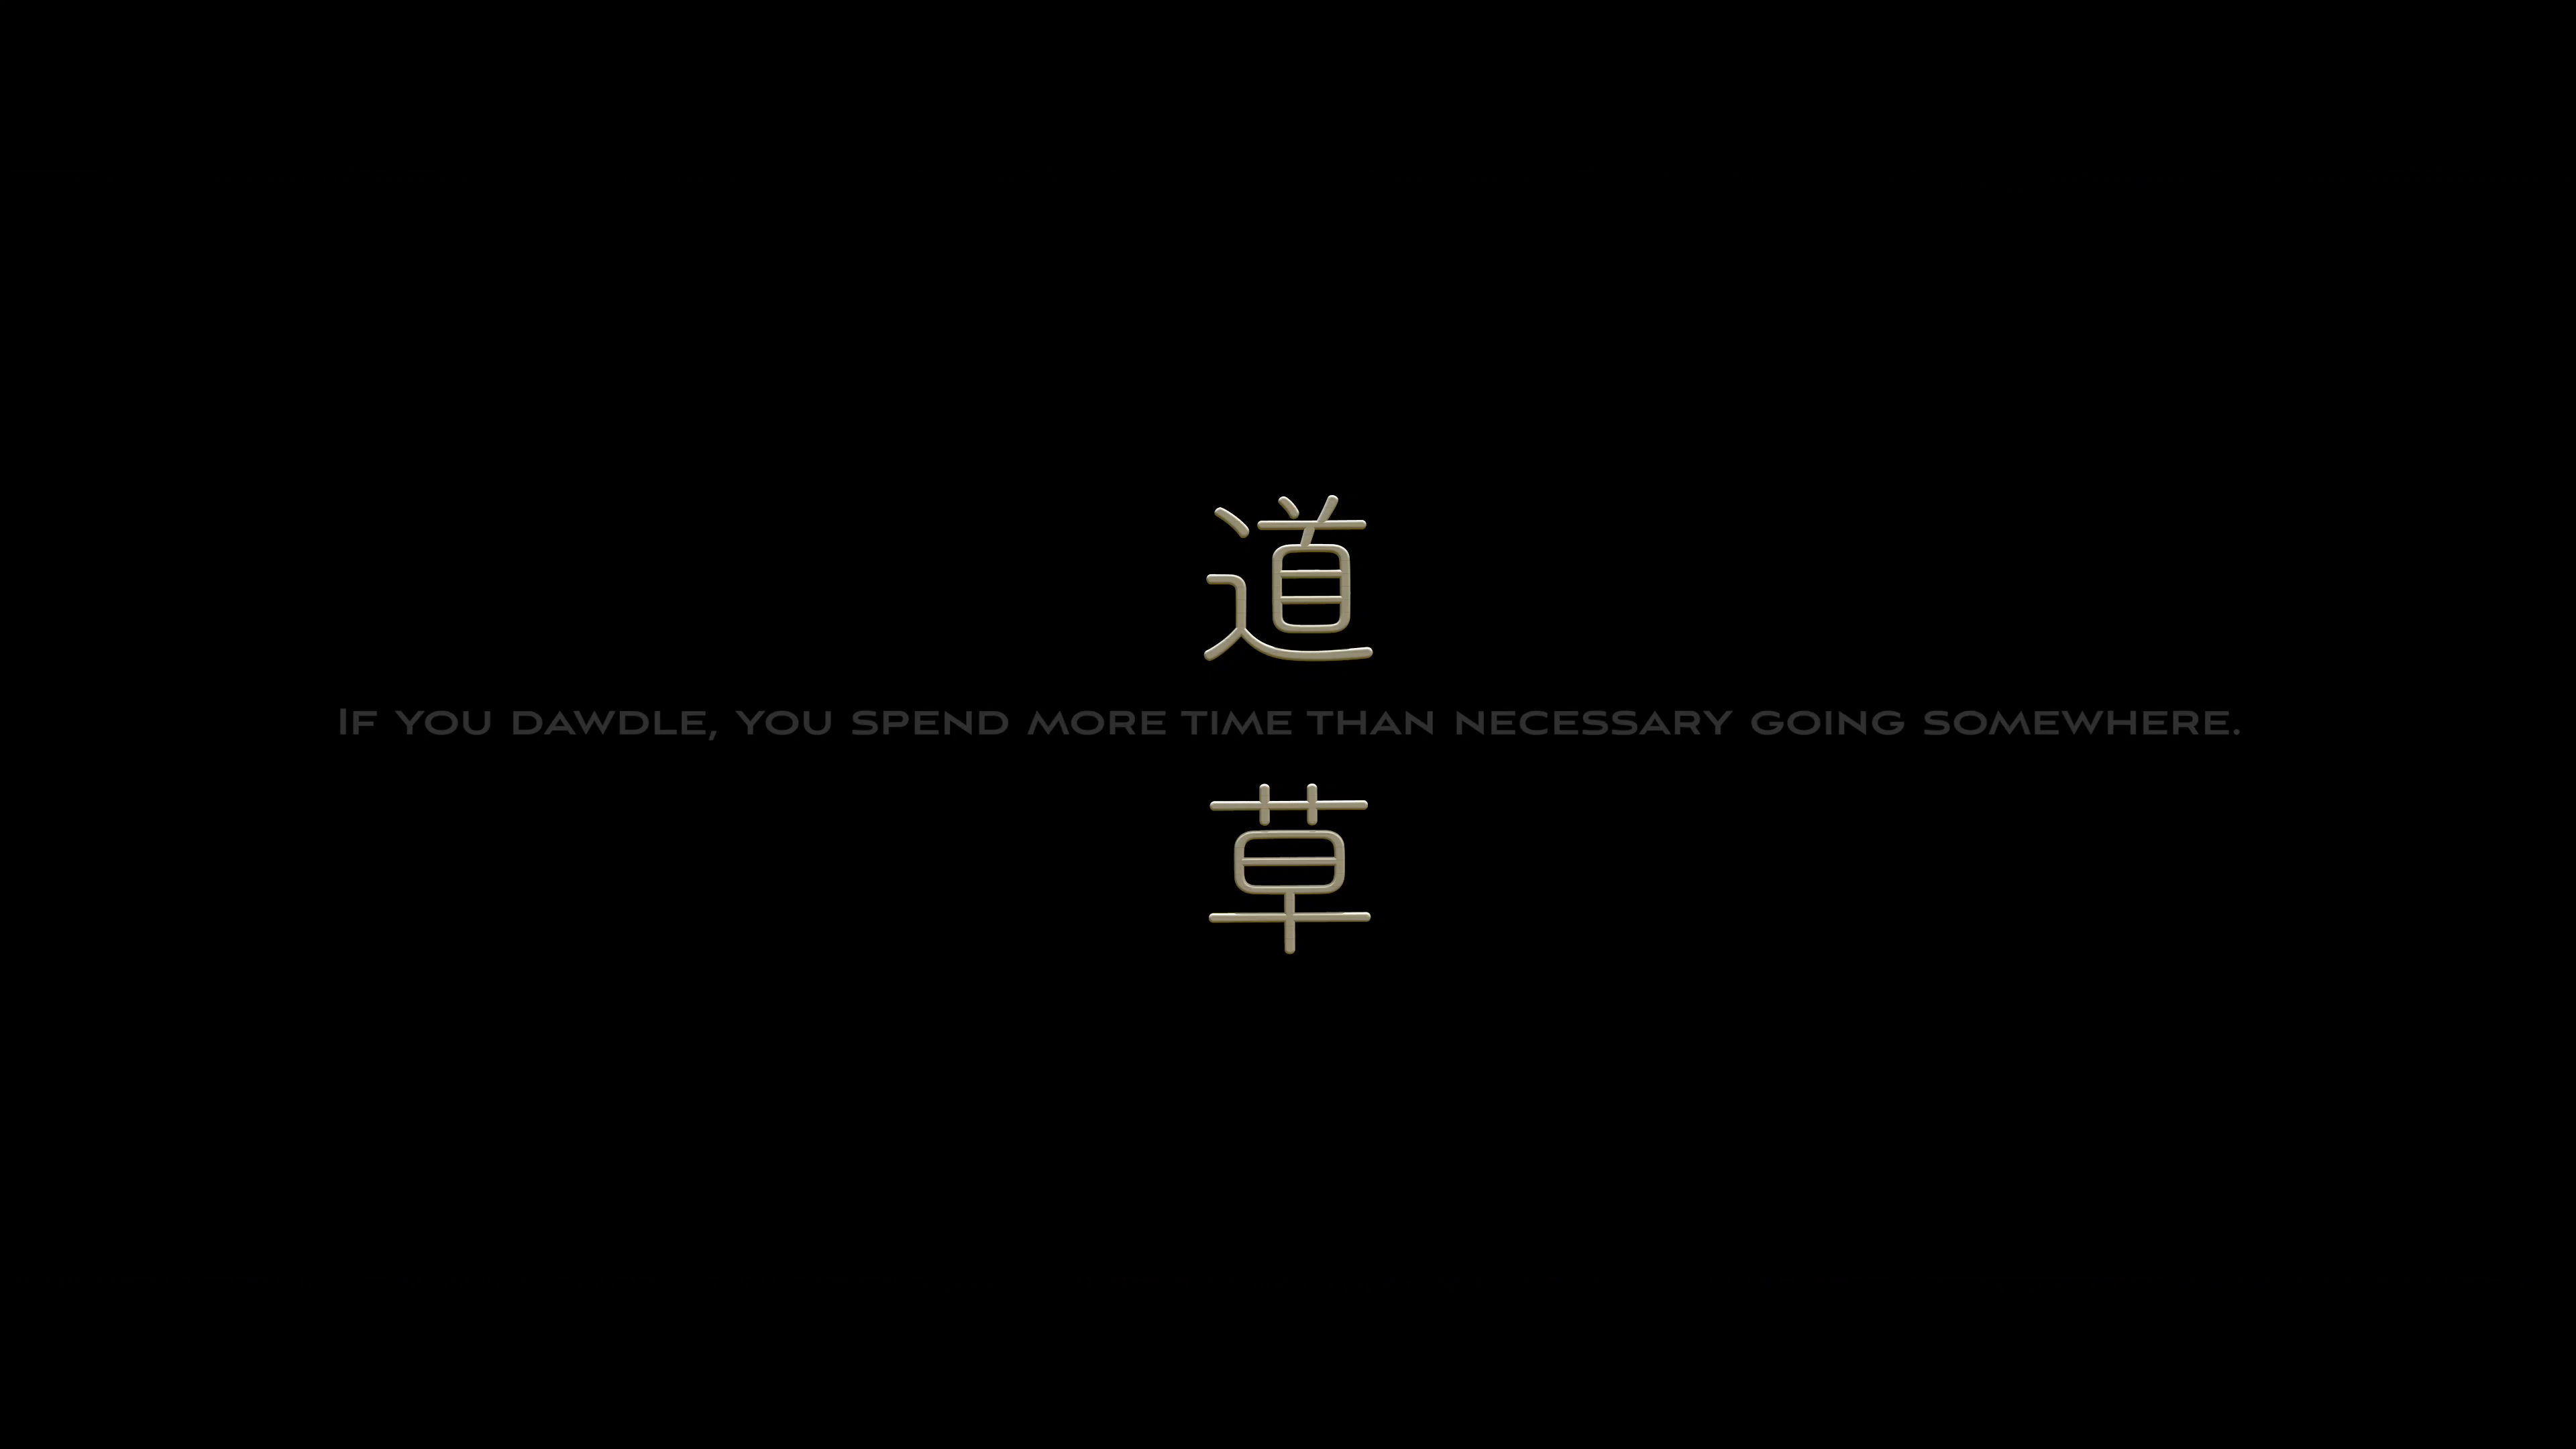 道
If you dawdle, you spend more time than necessary going somewhere.
草